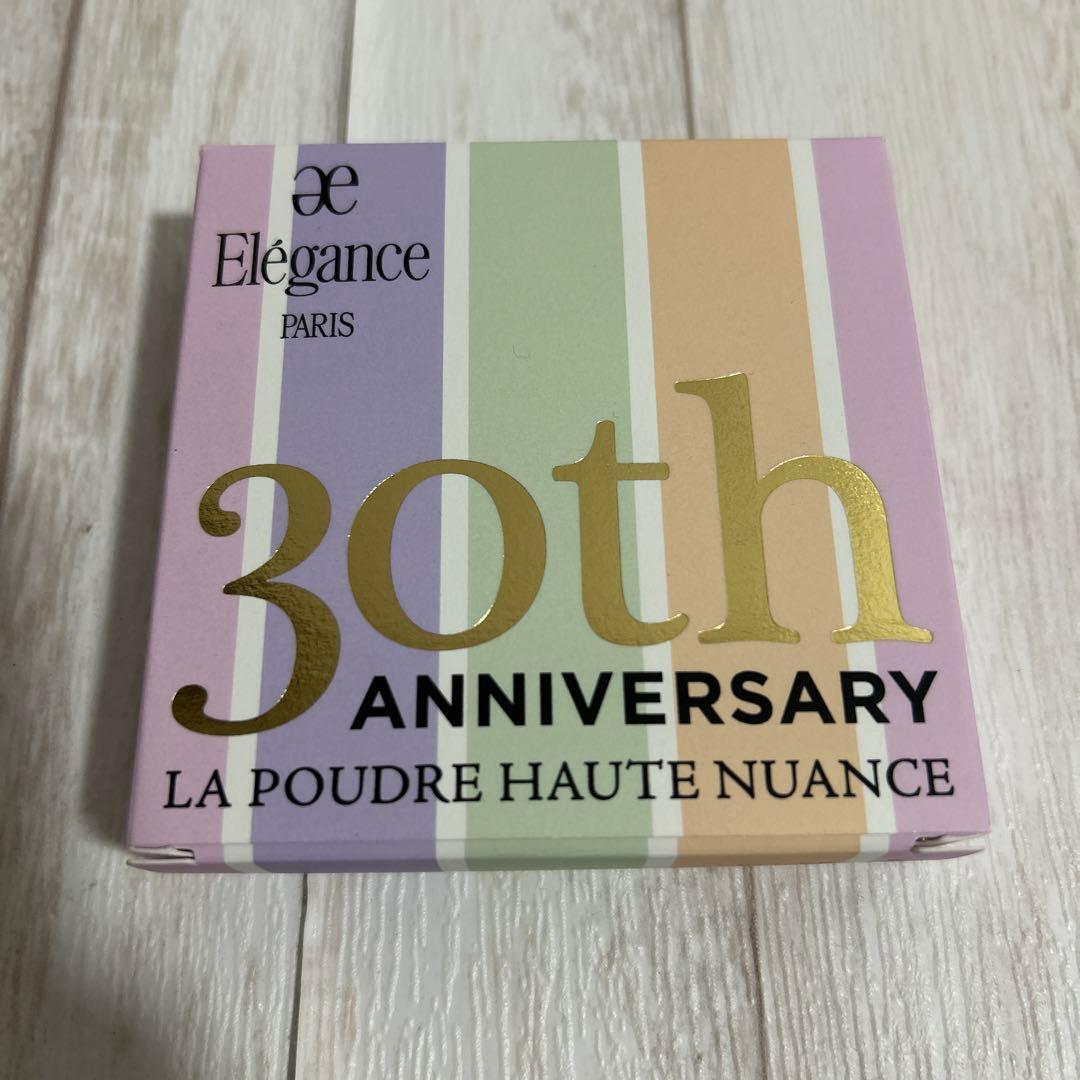 æ
Elégance
PARIS
30th
ANNIVERSARY
LA POUDRE HAUTE NUANCE